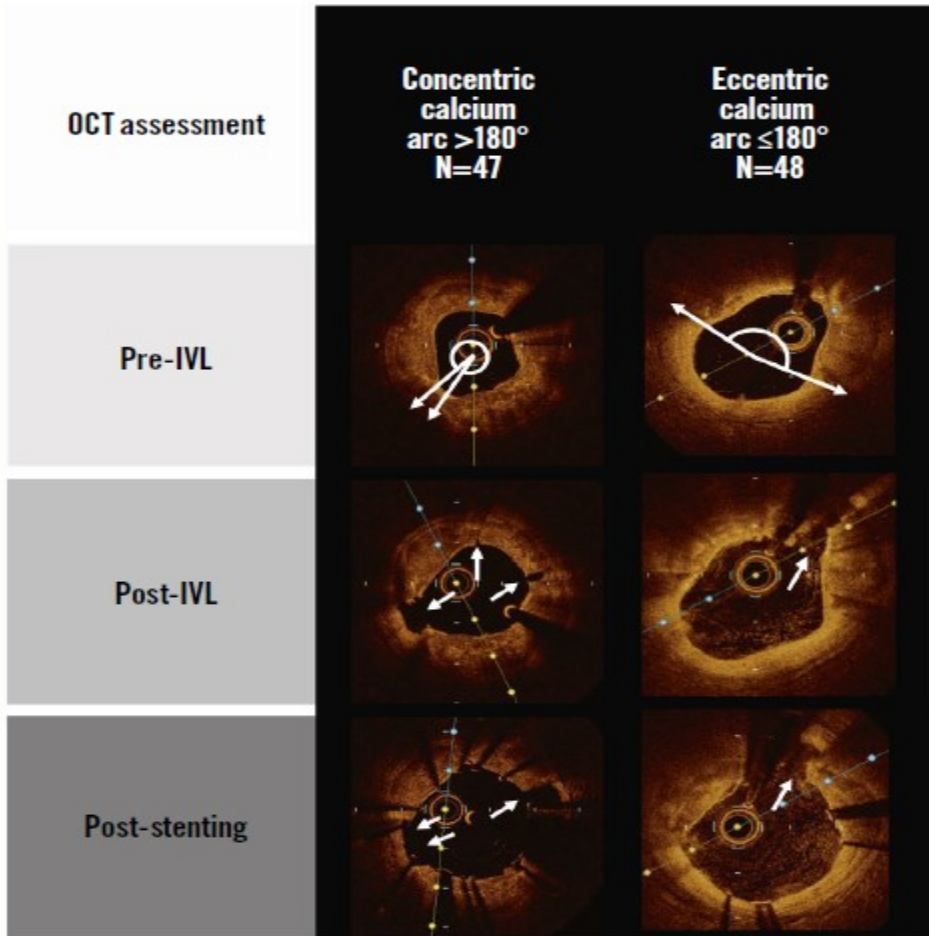 OCT assessment
Concentric
calcium
arc >180°
N=47
Eccentric
calcium
arc ≤180°
N=48
Pre-IVL
Post-IVL
Post-stenting